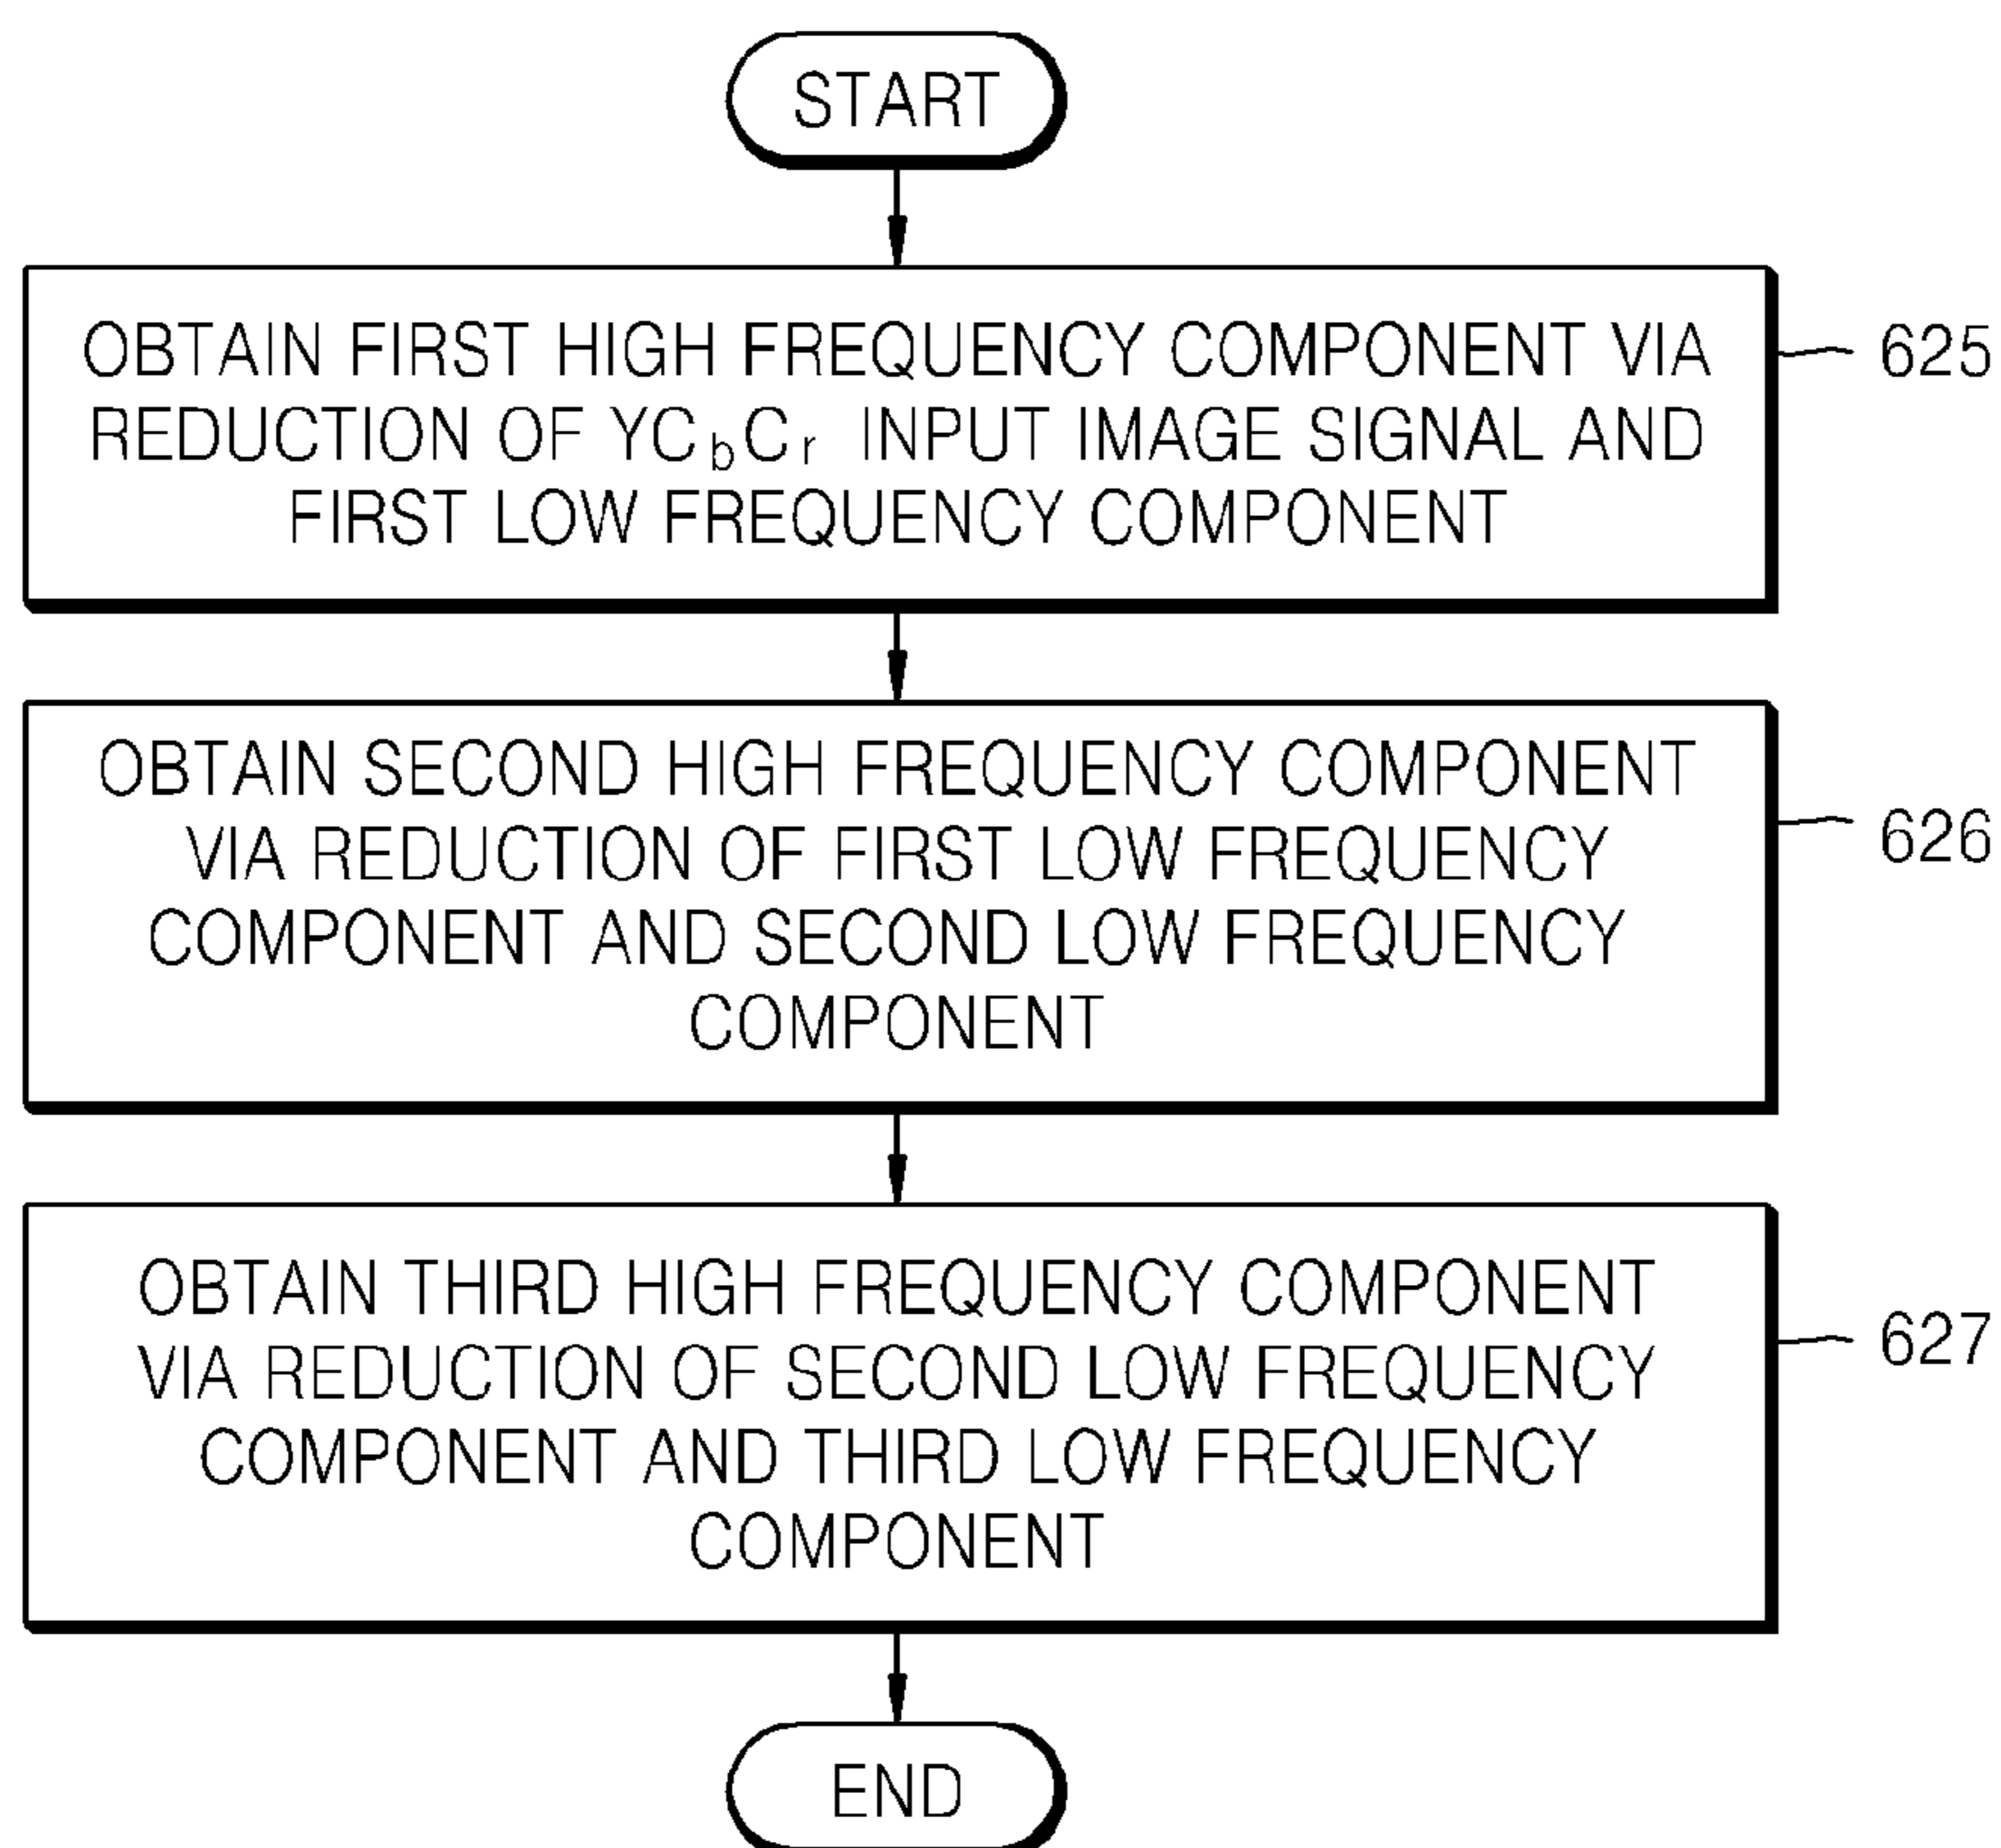 START
OBTAIN FIRST HIGH FREQUENCY COMPONENT VIA
REDUCTION OF YCbCr INPUT IMAGE SIGNAL AND
FIRST LOW FREQUENCY COMPONENT
625
OBTAIN SECOND HIGH FREQUENCY COMPONENT
VIA REDUCTION OF FIRST LOW FREQUENCY
COMPONENT AND SECOND LOW FREQUENCY
COMPONENT
626
OBTAIN THIRD HIGH FREQUENCY COMPONENT
VIA REDUCTION OF SECOND LOW FREQUENCY
COMPONENT AND THIRD LOW FREQUENCY
COMPONENT
627
END